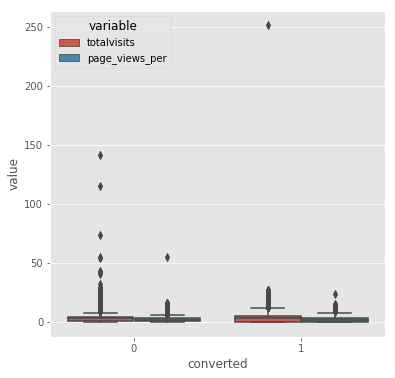 variable
totalvisits
page_views_per
250
200
150
100
50
0
value
0 1
converted